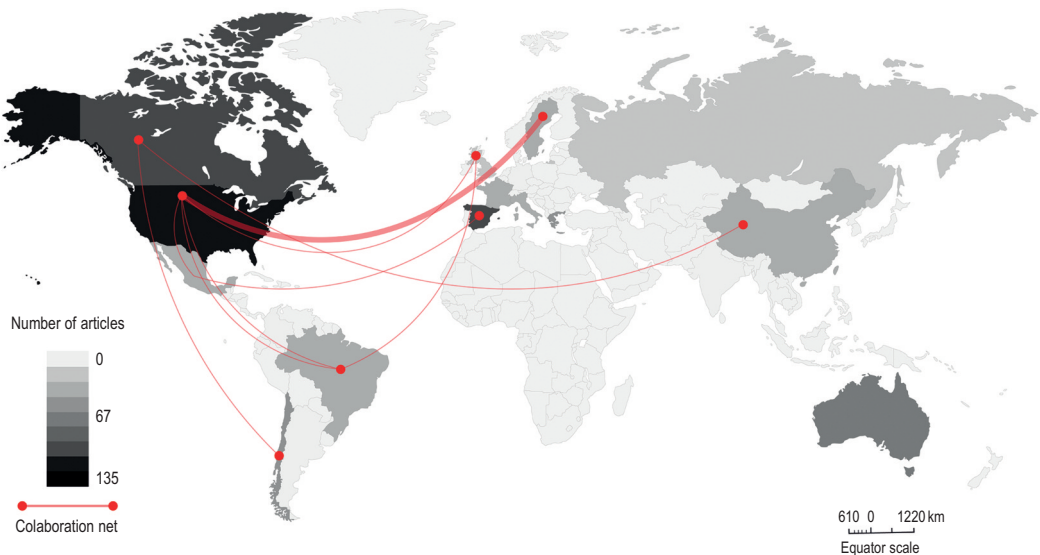 Number of articles
0
67
135
Colaboration net
610 0 1220 km
Equator scale